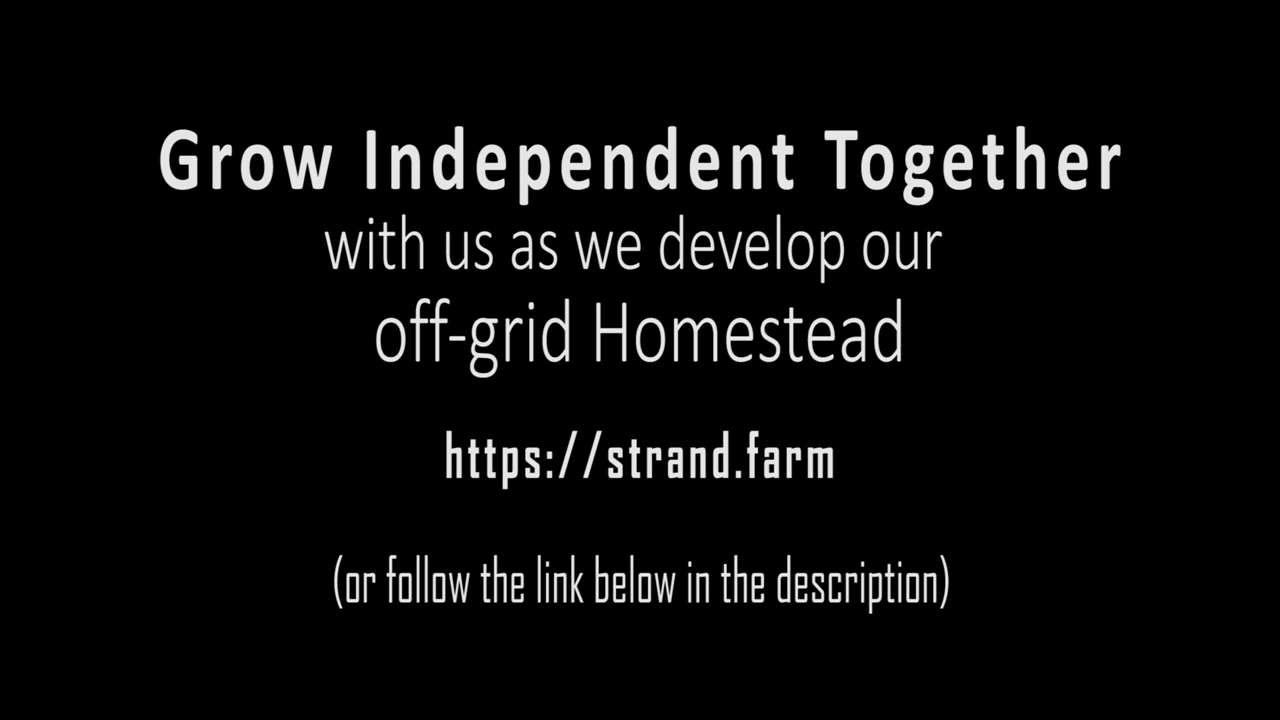 Grow Independent Together
with us as we develop our
off-grid Homestead
https://strand.farm
(or follow the link below in the description)